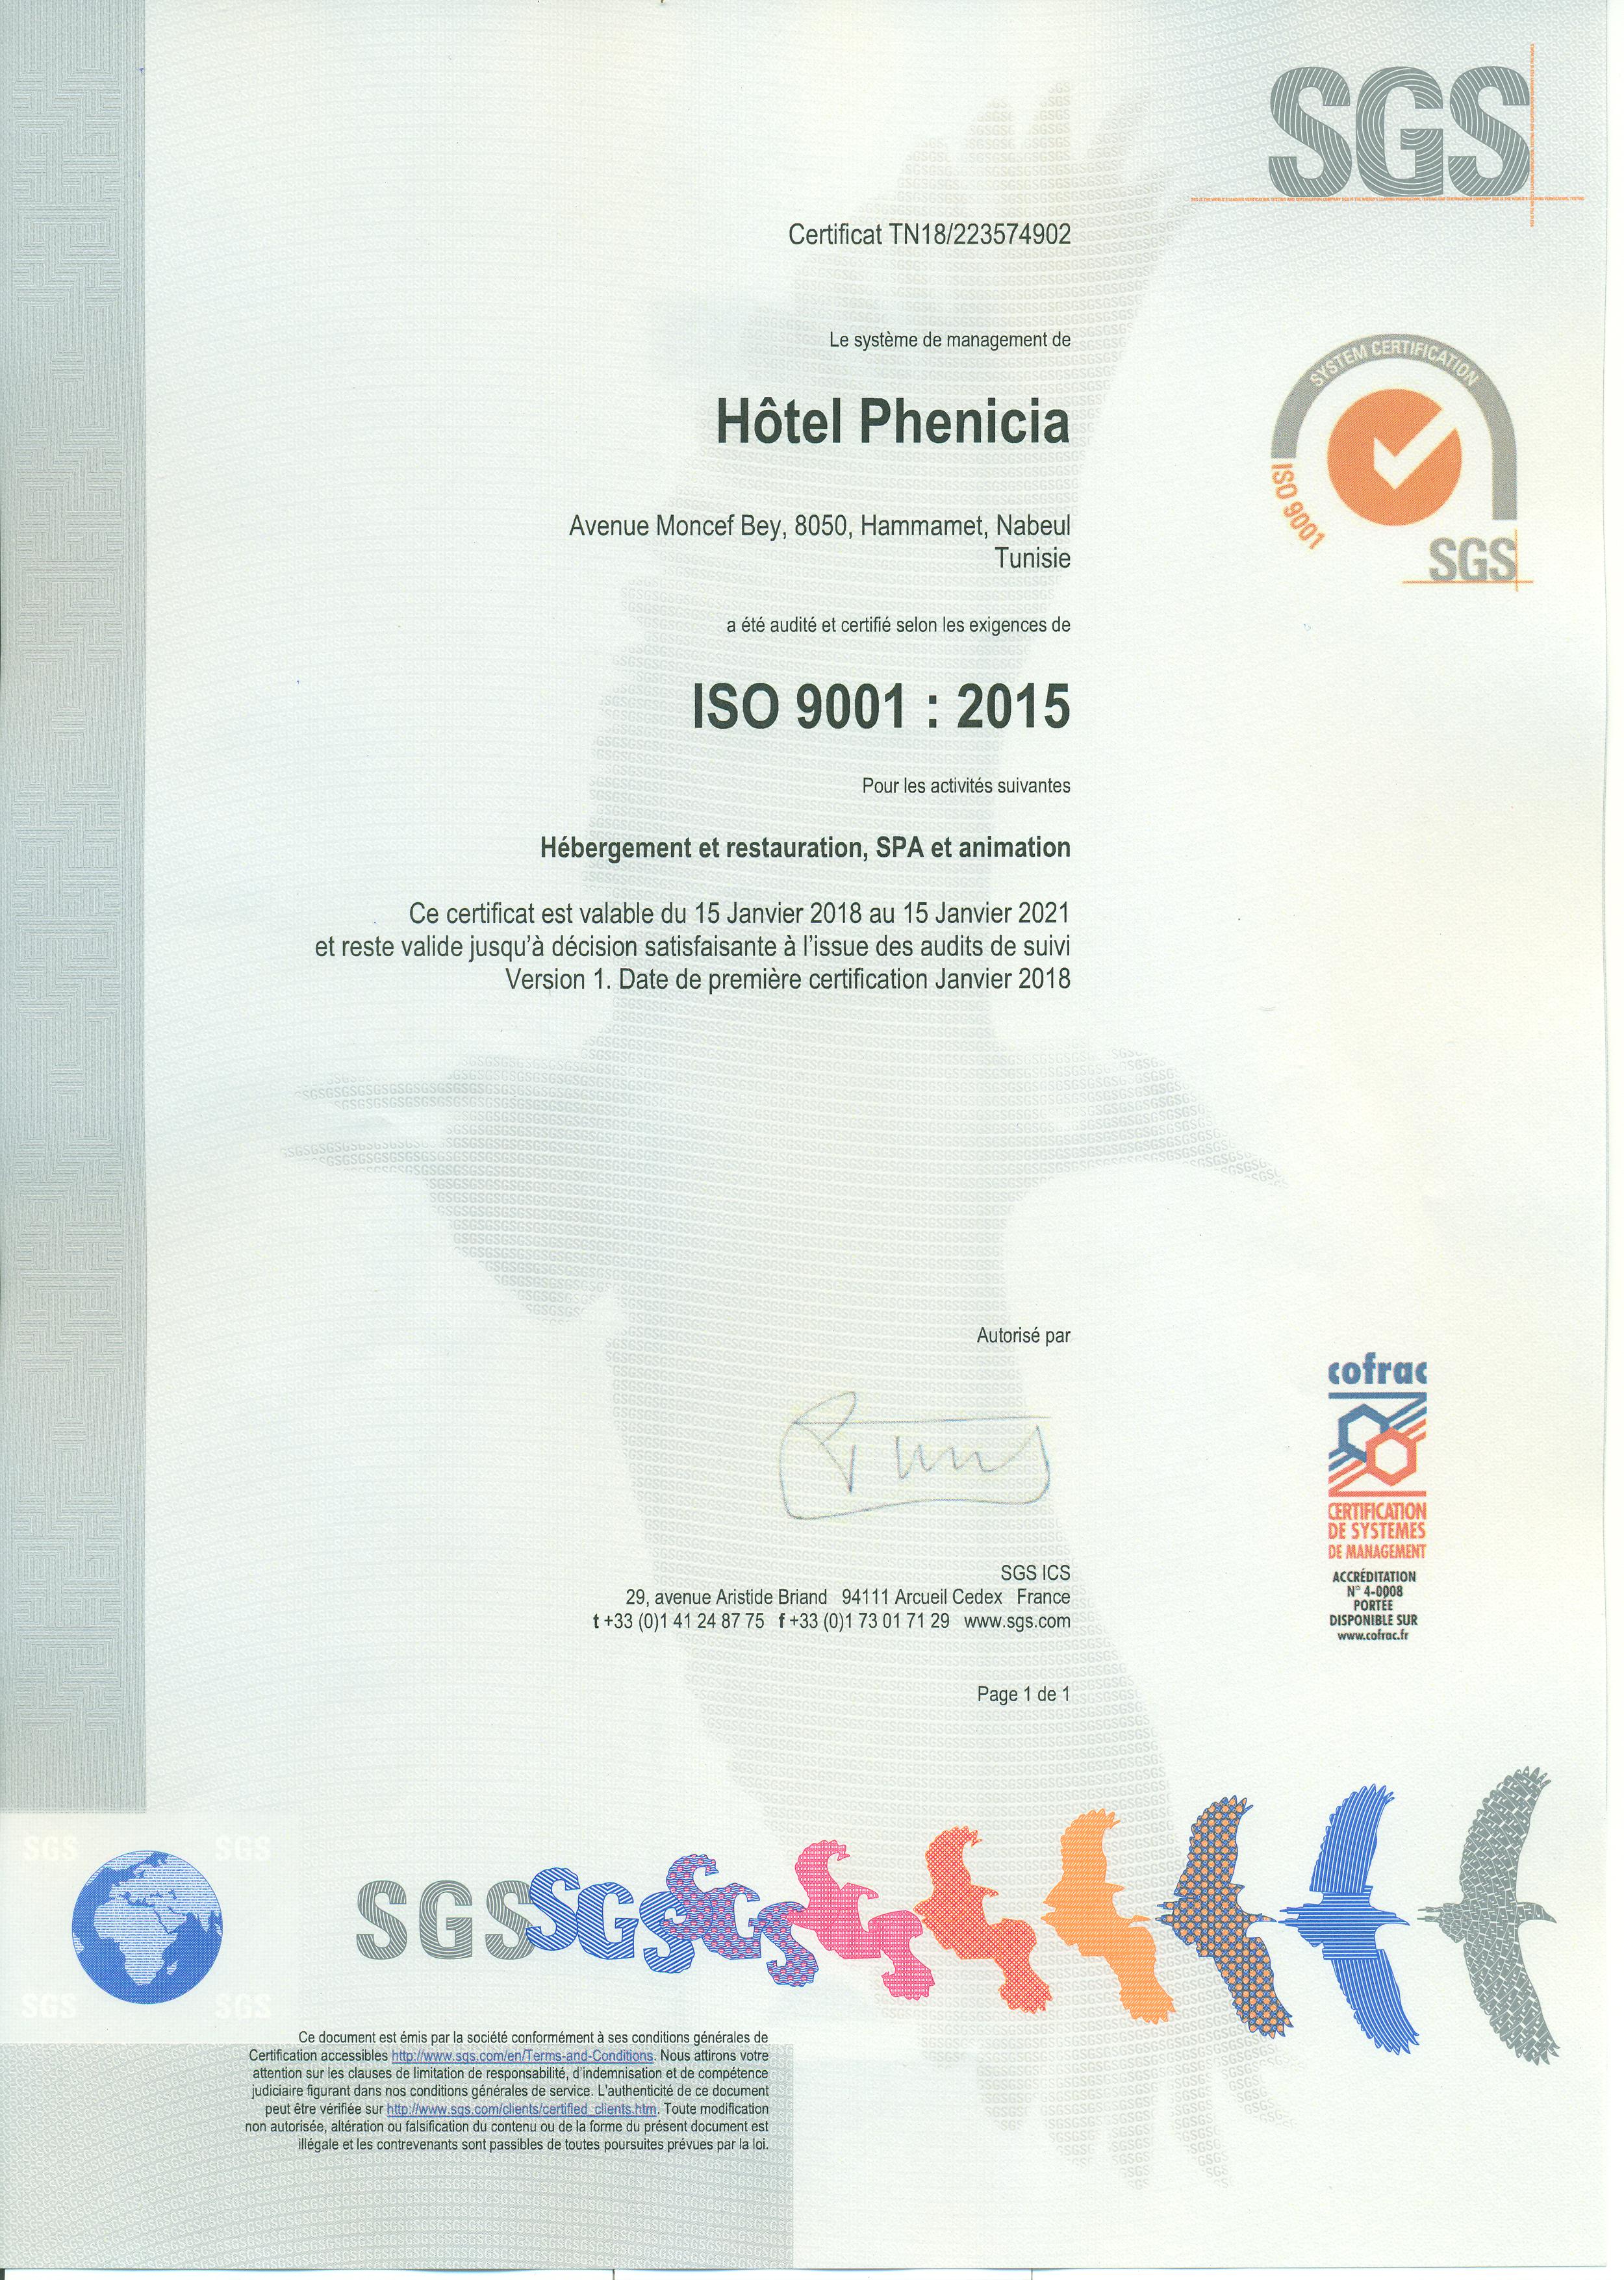 SGS
Certificat TN18/223574902
Le système de management de
Hôtel Phenicia
Avenue Moncef Bey, 8050, Hammamet, Nabeul
Tunisie
SYSTEM CERTIFICATION
ISO 9001
SGS
a été audité et certifié selon les exigences de
ISO 9001 : 2015
Pour les activités suivantes
Hébergement et restauration, SPA et animation
Ce certificat est valable du 15 Janvier 2018 au 15 Janvier 2021
et reste valide jusqu'à décision satisfaisante à l'issue des audits de suivi
Version 1. Date de première certification Janvier 2018
Autorisé par
SGS ICS
29, avenue Aristide Briand 94111 Arcueil Cedex France
t +33 (0)1 41 24 87 75 f +33 (0)1 73 01 71 29 www.sgs.com
Page 1 de 1
cofrac
CERTIFICATION
DE SYSTEMES
DE MANAGEMENT
ACCRÉDITATION
N° 4-0008
PORTÉE
DISPONIBLE SUR
www.cofrac.fr
SGS SGS
SGS SGS
SGS SGS SGS
Ce document est émis par la société conformément à ses conditions générales de
Certification accessibles http://www.sgs.com/en/Terms-and-Conditions. Nous attirons votre
attention sur les clauses de limitation de responsabilité, d'indemnisation et de compétence
judiciaire figurant dans nos conditions générales de service. L'authenticité de ce document
peut être vérifiée sur http://www.sgs.com/clients/certified_clients.htm. Toute modification
non autorisée, altération ou falsification du contenu ou de la forme du présent document est
illégale et les contrevenants sont passibles de toutes poursuites prévues par la loi.